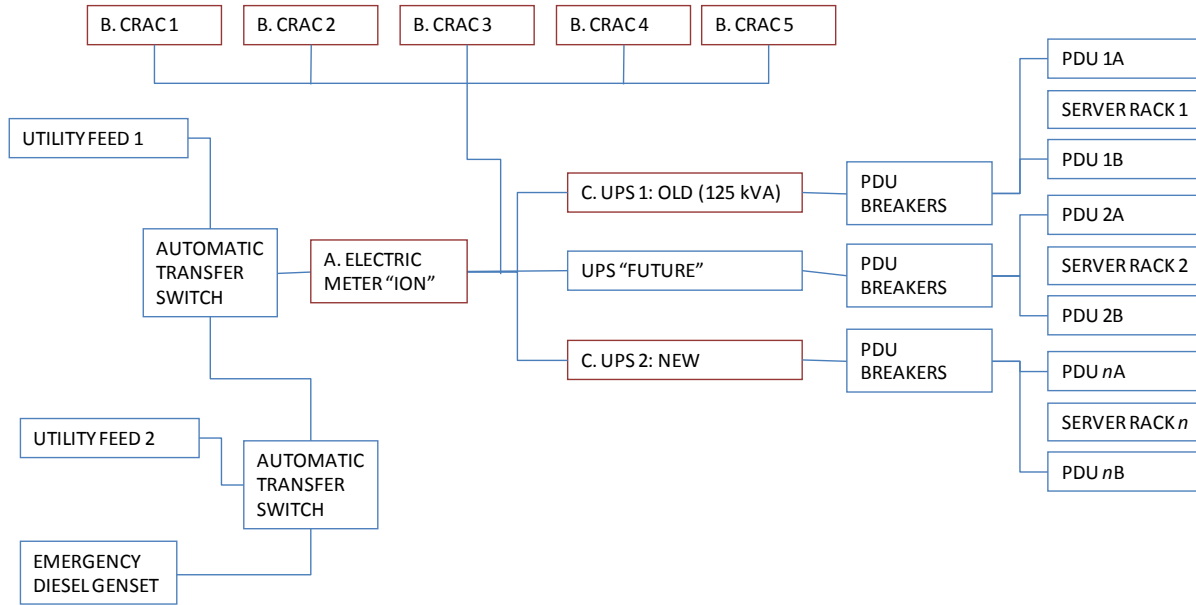 B. CRAC 1
B. CRAC 2
B. CRAC 3
B. CRAC 4
B. CRAC 5
PDU 1A
SERVER RACK 1
PDU 1B
UTILITY FEED 1
C. UPS 1: OLD (125 kVA)
PDU
BREAKERS
PDU 2A
SERVER RACK 2
PDU 2B
AUTOMATIC
TRANSFER
SWITCH
A. ELECTRIC
METER “ION”
UPS “FUTURE”
PDU
BREAKERS
C. UPS 2: NEW
PDU
BREAKERS
PDU nA
SERVER RACK n
PDU nB
UTILITY FEED 2
AUTOMATIC
TRANSFER
SWITCH
EMERGENCY
DIESEL GENSET